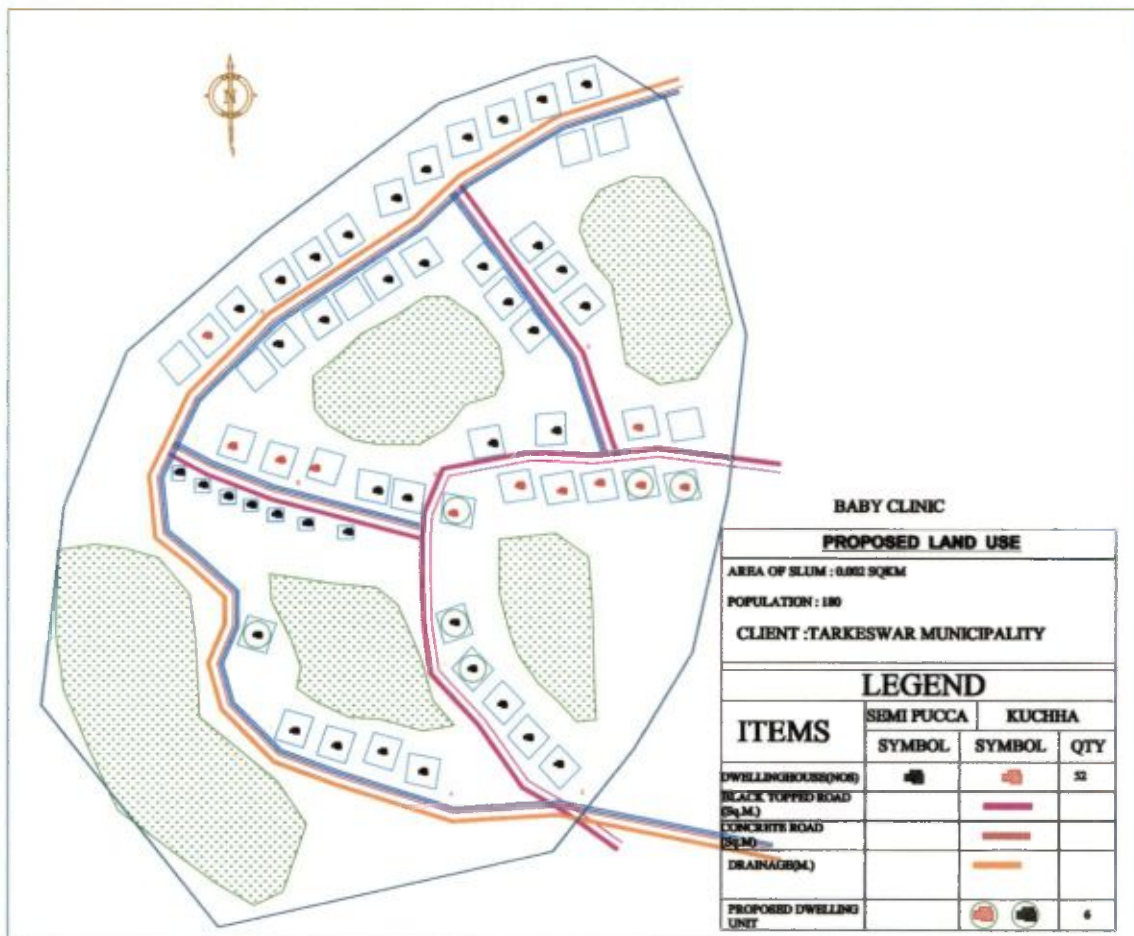 N
BABY CLINIC
PROPOSED LAND USE
AREA OF SLUM : 0.002 SQKM
POPULATION : 180
CLIENT :TARKESWAR MUNICIPALITY
LEGEND
ITEMS SEMI PUCCA KUCHHA
SYMBOL SYMBOL QTY
DWELLINGHOUSE(NOS) 52
BLACK TOPPED ROAD
(Sq.M.)
CONCRETE ROAD
(Sq.M)
DRAINAGE(M.)
PROPOSED DWELLING
UNIT 6